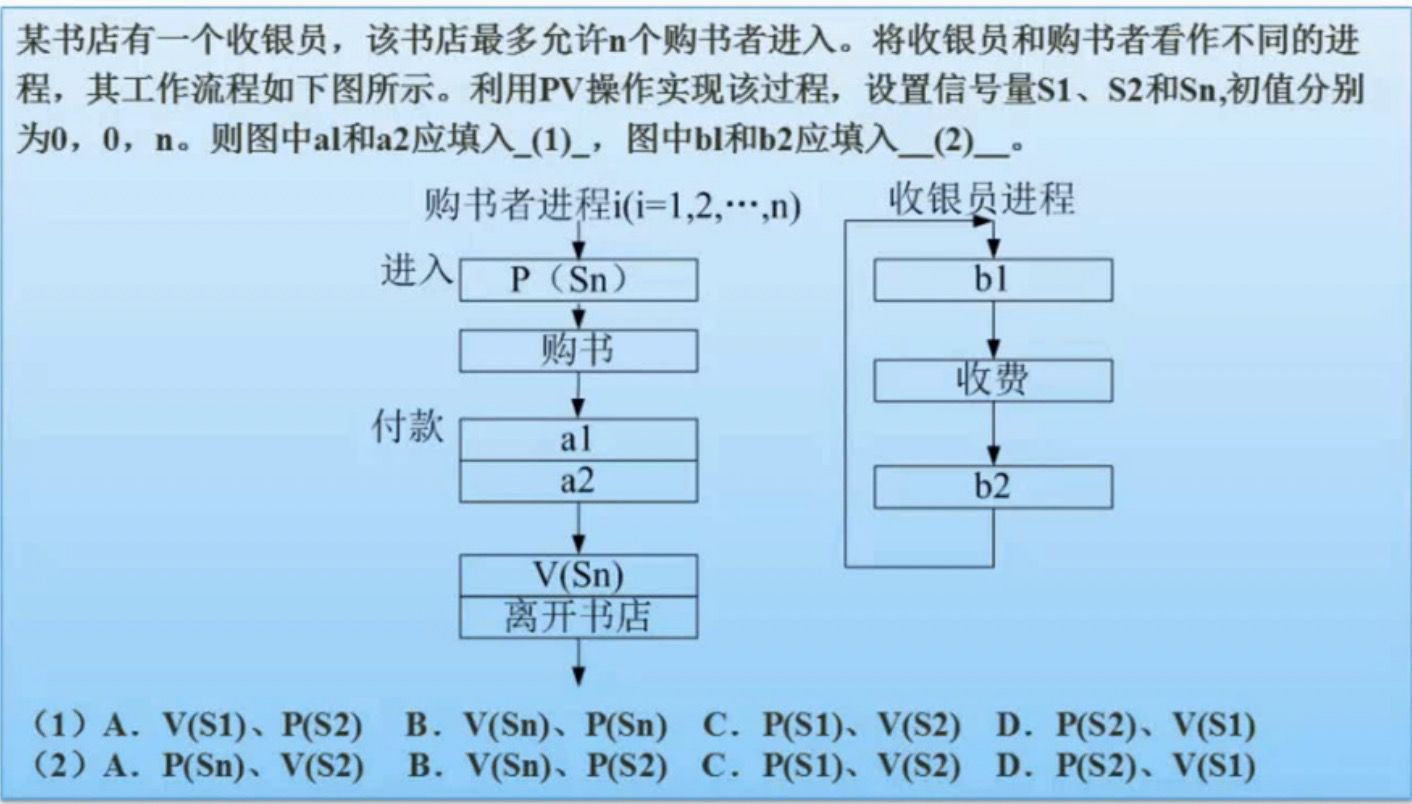 某书店有一个收银员，该书店最多允许n个购书者进入。将收银员和购书者看作不同的进
程，其工作流程如下图所示。利用PV操作实现该过程，设置信号量S1、S2和Sn,初值分别
为0，0，n。则图中al和a2应填入_(1)_，图中bl和b2应填入__(2)__。
购书者进程i(i=1,2,…,n)
收银员进程
进入
P（Sn）
b1
购书
收费
付款
a1
a2
b2
V(Sn)
离开书店
（1）A．V(S1)、P(S2) B．V(Sn)、P(Sn) C．P(S1)、V(S2) D．P(S2)、V(S1)
（2）A．P(Sn)、V(S2) B．V(Sn)、P(S2) C．P(S1)、V(S2) D．P(S2)、V(S1)